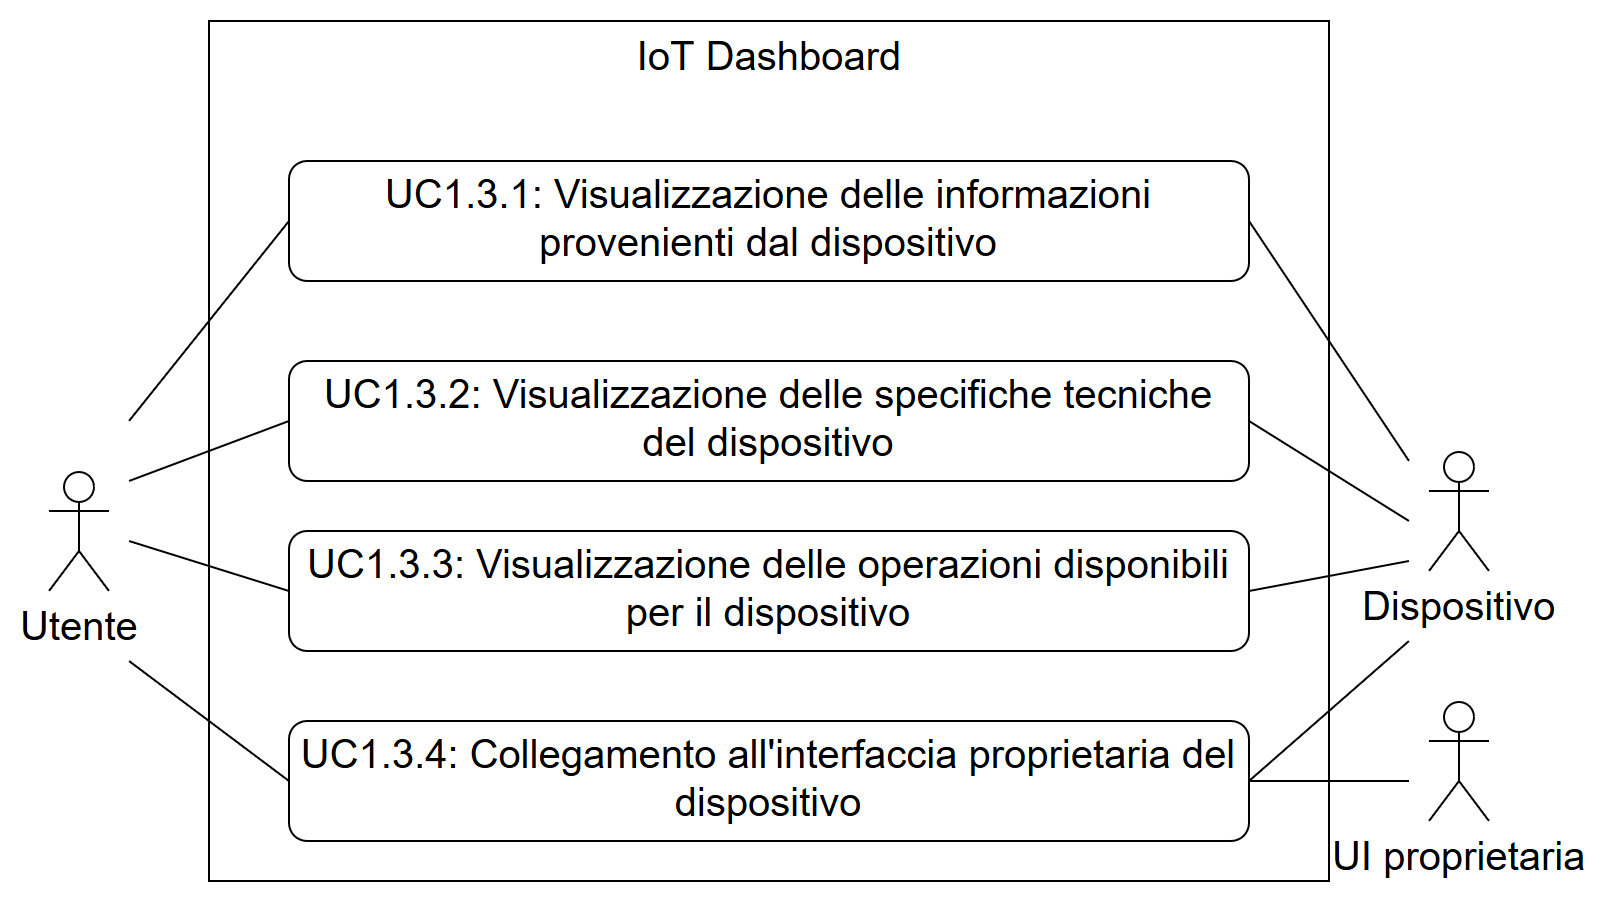 IoT Dashboard
UC1.3.1: Visualizzazione delle informazioni
provenienti dal dispositivo
UC1.3.2: Visualizzazione delle specifiche tecniche
del dispositivo
UC1.3.3: Visualizzazione delle operazioni disponibili
per il dispositivo
Utente
Dispositivo
UC1.3.4: Collegamento all'interfaccia proprietaria del
dispositivo
UI proprietaria